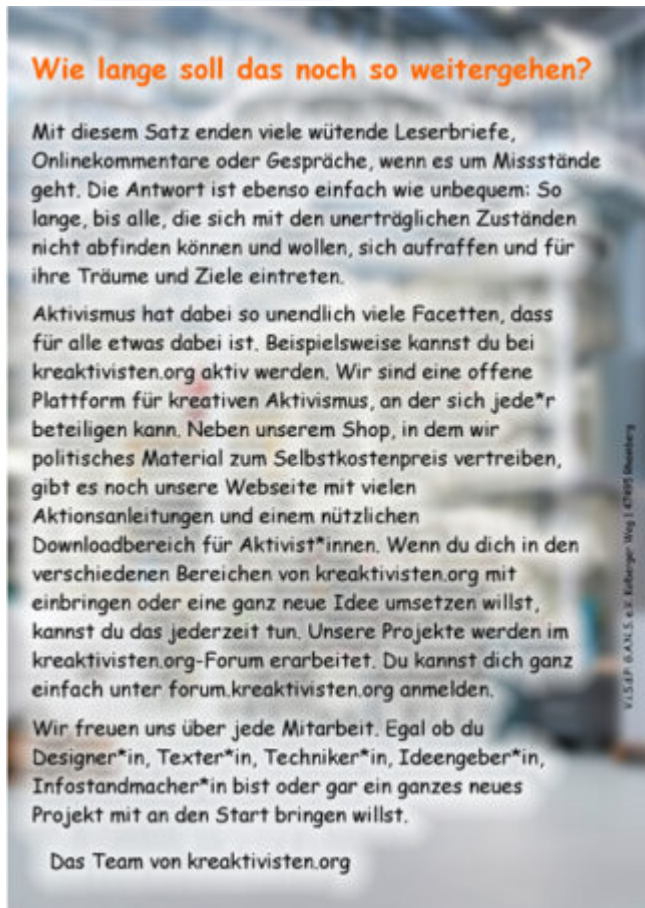 Wie lange soll das noch so weitergehen?
Mit diesem Satz enden viele wütende Leserbriefe,
Onlinekommentare oder Gespräche, wenn es um Missstände
geht. Die Antwort ist ebenso einfach wie unbequem: So
lange, bis alle, die sich mit den unerträglichen Zuständen
nicht abfinden können und wollen, sich aufraffen und für
ihre Träume und Ziele eintreten.
Aktivismus hat dabei so unendlich viele Facetten, dass
für alle etwas dabei ist. Beispielsweise kannst du bei
kreaktivisten.org aktiv werden. Wir sind eine offene
Plattform für kreativen Aktivismus, an der sich jede*r
beteiligen kann. Neben unserem Shop, in dem wir
politisches Material zum Selbstkostenpreis vertreiben,
gibt es noch unsere Webseite mit vielen
Aktionsanleitungen und einem nützlichen
Downloadbereich für Aktivist*innen. Wenn du dich in den
verschiedenen Bereichen von kreaktivisten.org mit
einbringen oder eine ganz neue Idee umsetzen willst,
kannst du das jederzeit tun. Unsere Projekte werden im
kreaktivisten.org-Forum erarbeitet. Du kannst dich ganz
einfach unter forum.kreaktivisten.org anmelden.
Wir freuen uns über jede Mitarbeit. Egal ob du
Designer*in, Texter*in, Techniker*in, Ideengeber*in,
Infostandmacher*in bist oder gar ein ganzes neues
Projekt mit an den Start bringen willst.
Das Team von kreaktivisten.org
V.i.S.d.P. G.A.N.S. e.V. Kolberger Weg | 47495 Rheinberg